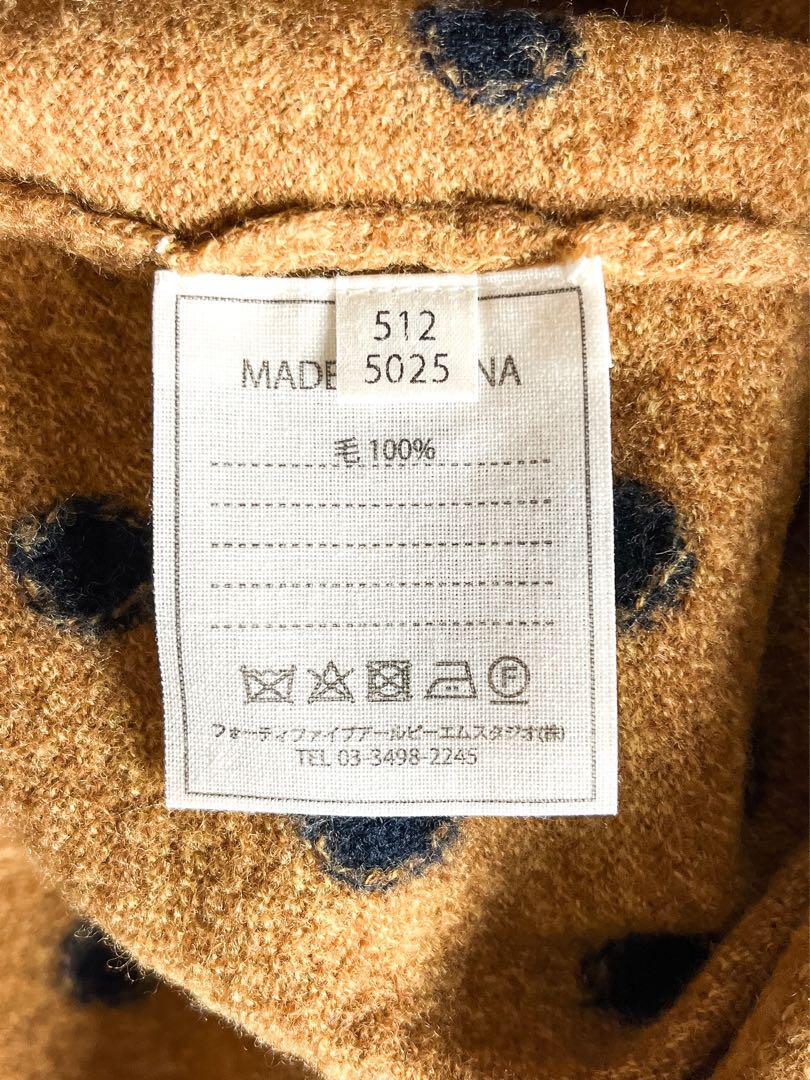 512
5025
MADE NA
毛 100%
F
フォーティファイブアールピーエムスタジオ(株)
TEL 03-3498-2245